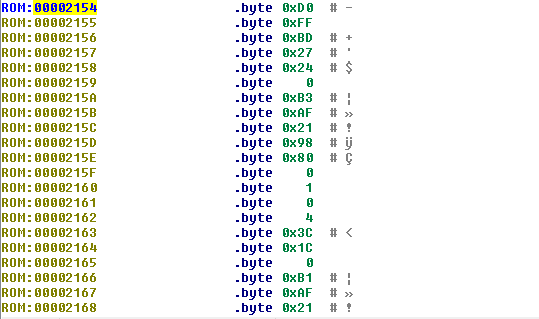 ROM:00002154 .byte 0xD0 # -
ROM:00002155 .byte 0xFF
ROM:00002156 .byte 0xBD # +
ROM:00002157 .byte 0x27 # '
ROM:00002158 .byte 0x24 # $
ROM:00002159 .byte 0
ROM:0000215A .byte 0xB3 # ¦
ROM:0000215B .byte 0xAF # »
ROM:0000215C .byte 0x21 # !
ROM:0000215D .byte 0x98 # ÿ
ROM:0000215E .byte 0x80 # Ç
ROM:0000215F .byte 0
ROM:00002160 .byte 1
ROM:00002161 .byte 0
ROM:00002162 .byte 4
ROM:00002163 .byte 0x3C # <
ROM:00002164 .byte 0x1C
ROM:00002165 .byte 0
ROM:00002166 .byte 0xB1 # ¦
ROM:00002167 .byte 0xAF # »
ROM:00002168 .byte 0x21 # !